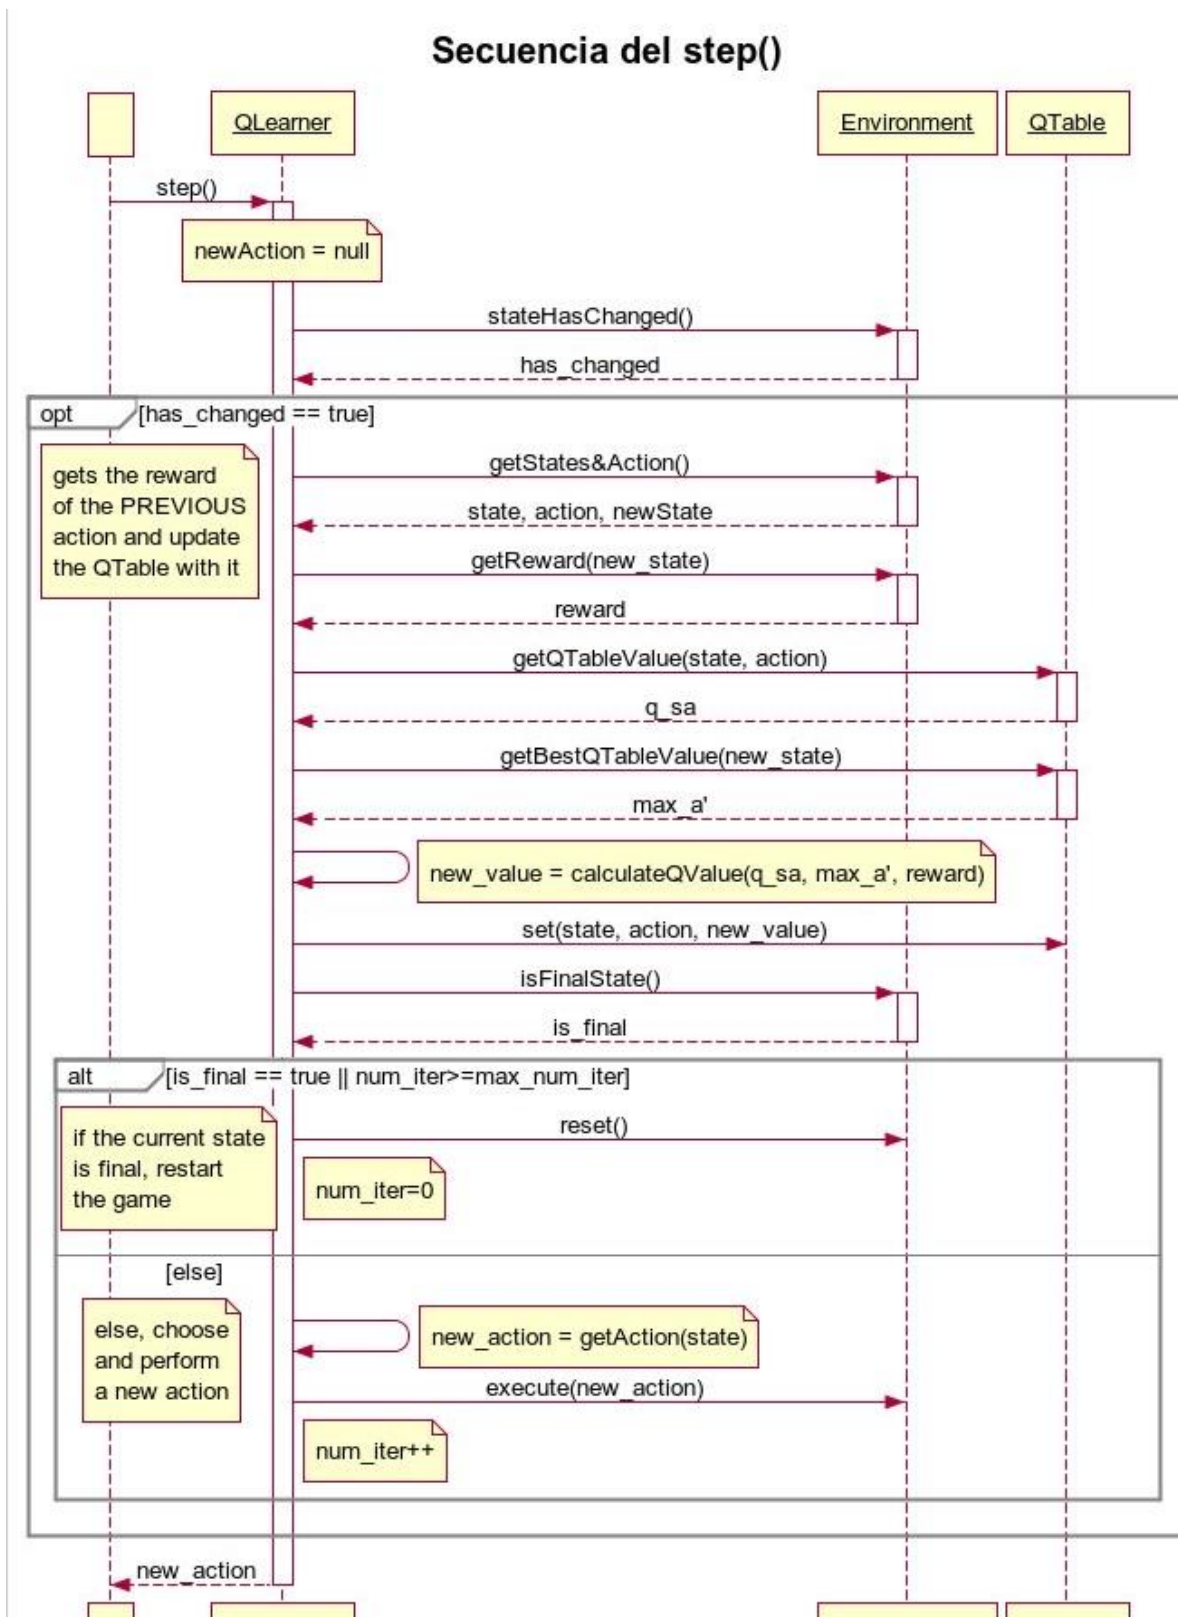 Secuencia del step()
QLearner
Environment
QTable
step()
newAction = null
stateHasChanged()
has_changed
opt
[has_changed == true]
gets the reward
of the PREVIOUS
action and update
the QTable with it
getStates&Action()
state, action, newState
getReward(new_state)
reward
getQTableValue(state, action)
q_sa
getBestQTableValue(new_state)
max_a'
new_value = calculateQValue(q_sa, max_a', reward)
set(state, action, new_value)
isFinalState()
is_final
alt
[is_final == true || num_iter>=max_num_iter]
if the current state
is final, restart
the game
reset()
num_iter=0
[else]
else, choose
and perform
a new action
new_action = getAction(state)
execute(new_action)
num_iter++
new_action